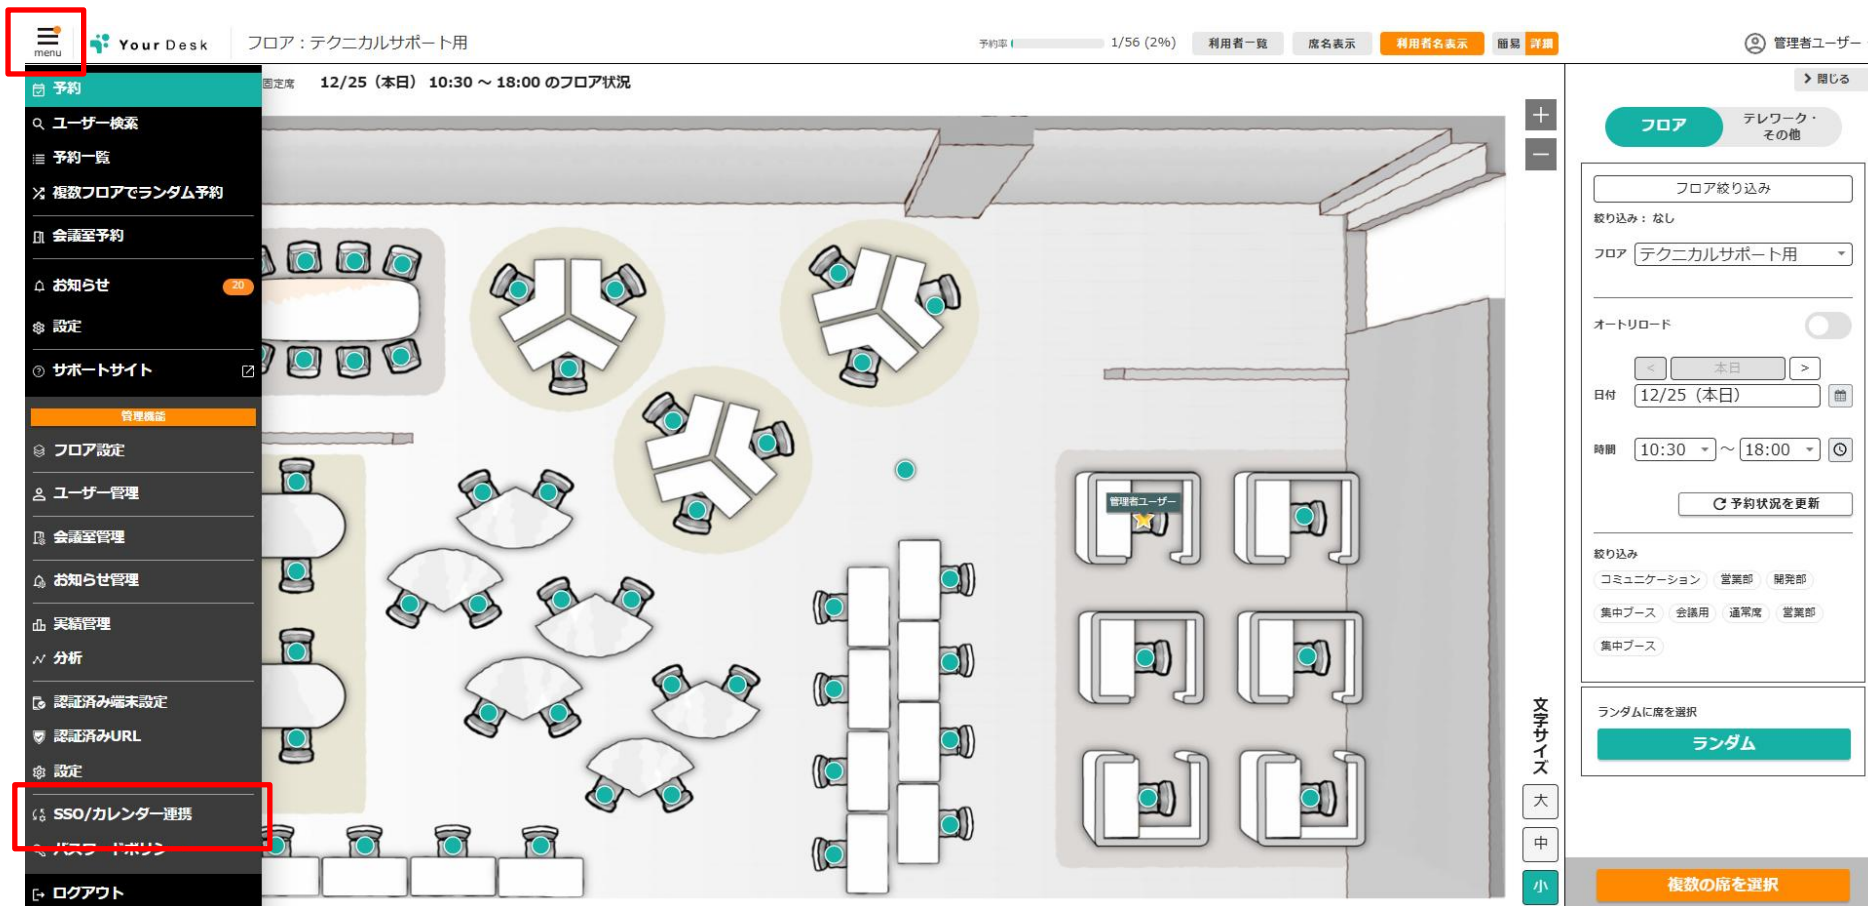 menu
Your Desk
フロア：テクニカルサポート用
予約率
1/56 (2%)
利用者一覧
席名表示
利用者名表示
簡易
詳細
管理者ユーザー
予約
ユーザー検索
予約一覧
複数フロアでランダム予約
会議室予約
お知らせ
20
設定
サポートサイト
管理機能
フロア設定
ユーザー管理
会議室管理
お知らせ管理
実績管理
分析
認証済み端末設定
認証済みURL
設定
SSO/カレンダー連携
パスワードポリシー
ログアウト
固定席
12/25（本日） 10:30 ～ 18:00 のフロア状況
管理者ユーザー
文字サイズ
大
中
小
閉じる
フロア
テレワーク・
その他
フロア絞り込み
絞り込み： なし
フロア
テクニカルサポート用
オートリロード
<
本日
>
日付
12/25（本日）
時間
10:30
～
18:00
予約状況を更新
絞り込み
コミュニケーション
営業部
開発部
集中ブース
会議用
通常席
営業部
集中ブース
ランダムに席を選択
ランダム
複数の席を選択